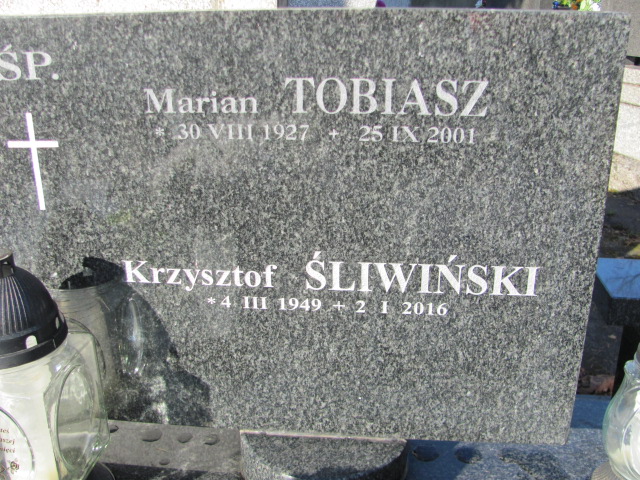 ŚP.
Marian TOBIASZ
* 30 VIII 1927 + 25 IX 2001
Krzysztof ŚLIWIŃSKI
* 4 III 1949 + 2 I 2016